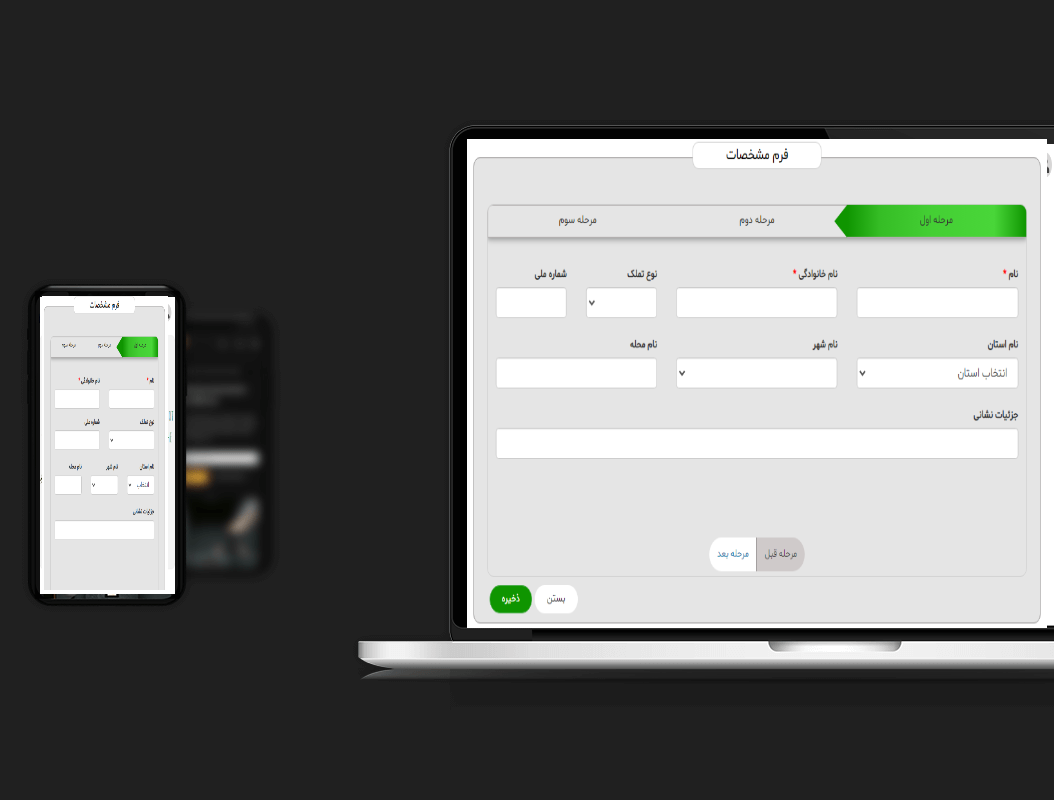 فرم مشخصات
مرحله اول مرحله دوم مرحله سوم
نام * نام خانوادگی * نوع تملک شماره ملی
نام استان نام شهر نام محله
انتخاب استان
جزئیات نشانی
مرحله قبل مرحله بعد
بستن ذخیره
فرم مشخصات
مرحله اول مرحله دوم مرحله سوم
نام * نام خانوادگی *
نوع تملک شماره ملی
نام استان نام شهر نام محله
انتخاب
جزئیات نشانی